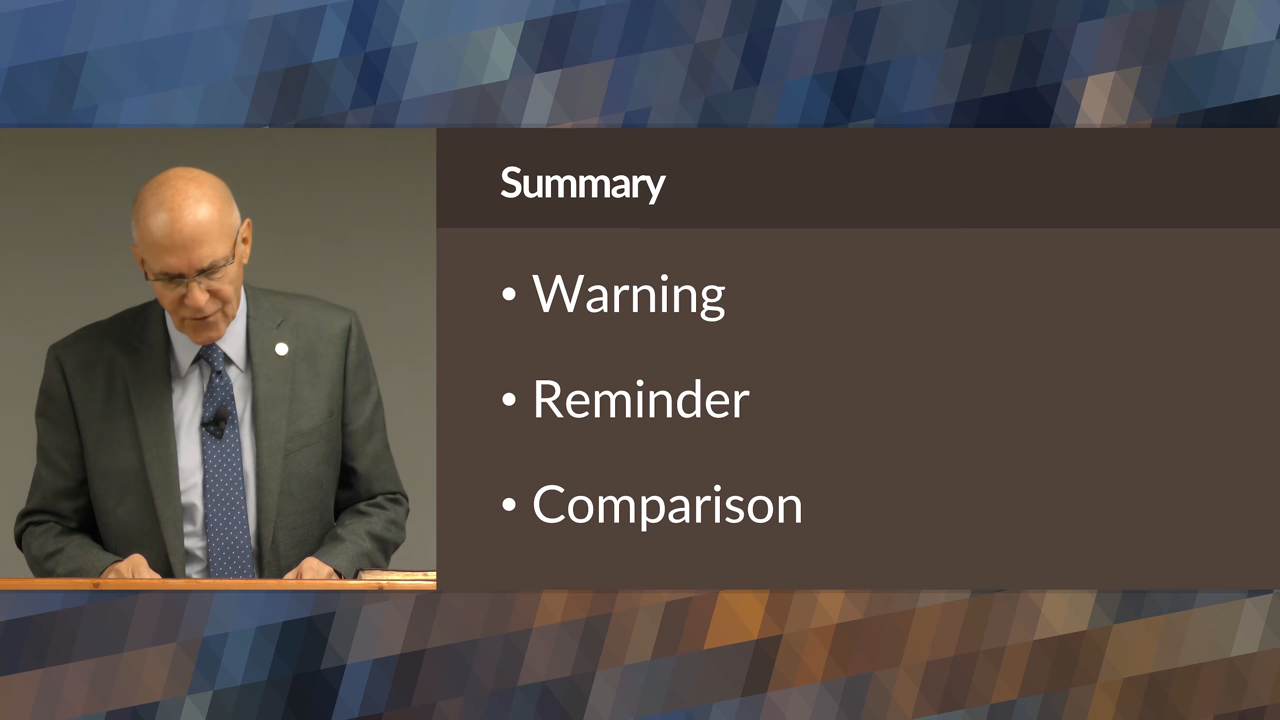 Summary
• Warning
• Reminder
• Comparison